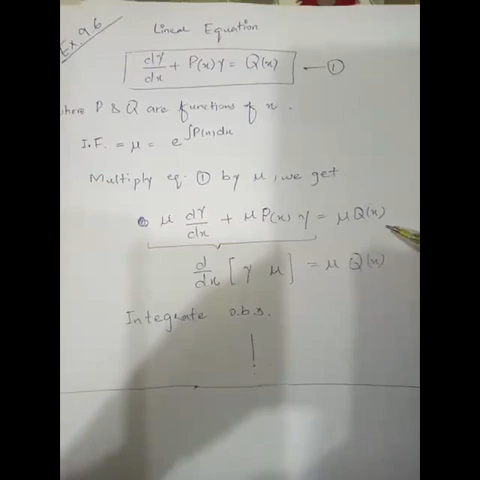 Ex 9.6
Linear Equation
dy/dx + P(x) y = Q(x) — ①
where P & Q are functions of x.
I.F. = μ = e^∫P(x)dx
Multiply eq. ① by μ, we get
μ dy/dx + μ P(x) y = μ Q(x)
d/dx [ y μ ] = μ Q(x)
Integrate o.b.s.